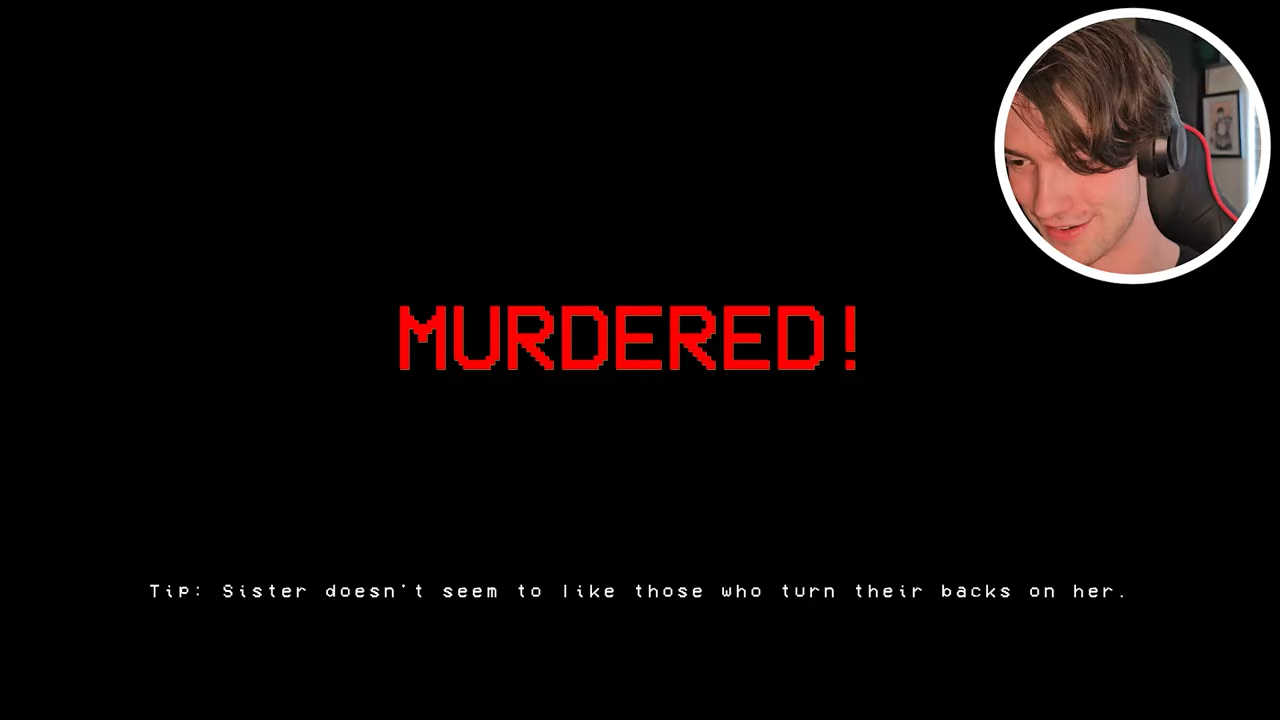 MURDERED!
Tip: Sister doesn't seem to like those who turn their backs on her.